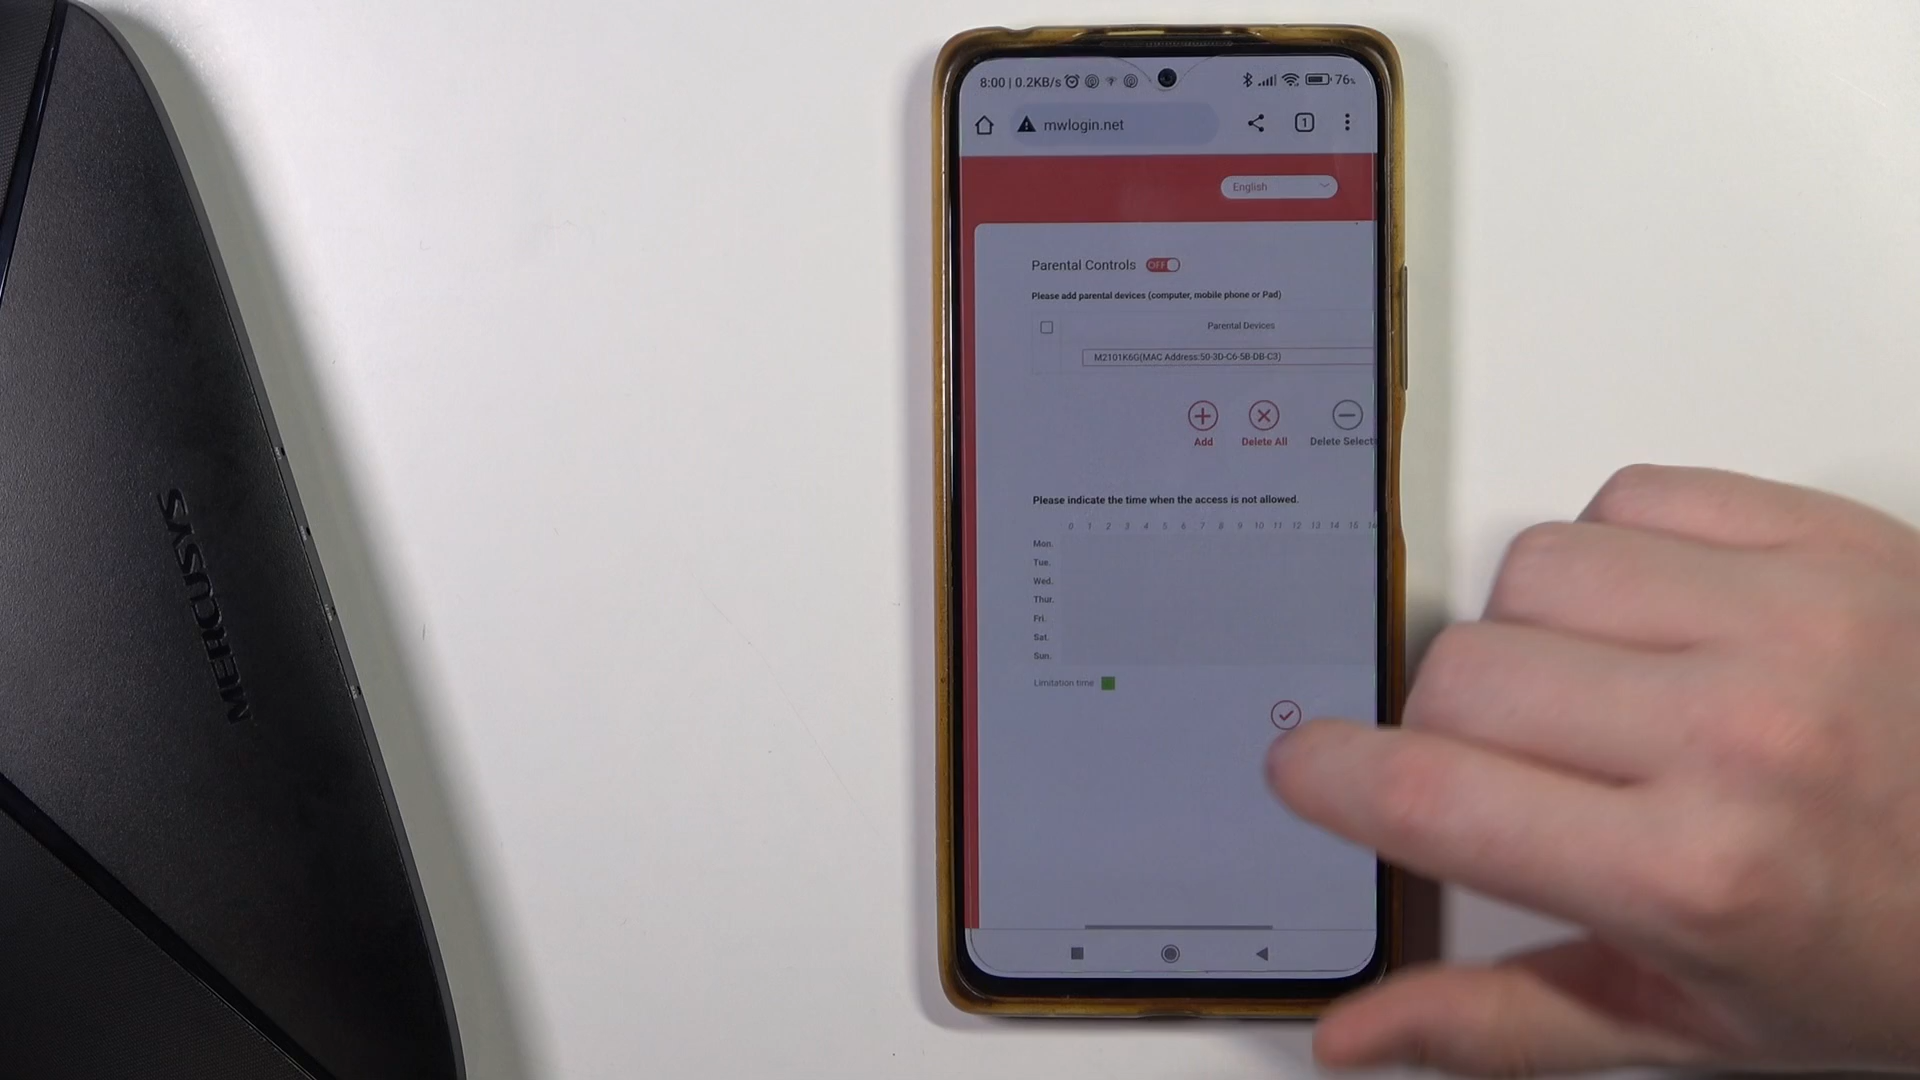 MERCUSYS
8:00 | 0.2KB/s
76%
mwlogin.net
1
English
Parental Controls OFF
Please add parental devices (computer, mobile phone or Pad)
Parental Devices
M2101K6G(MAC Address:50-3D-C6-5B-DB-C3)
Add Delete All Delete Select
Please indicate the time when the access is not allowed.
0 1 2 3 4 5 6 7 8 9 10 11 12 13 14 15 16
Mon.
Tue.
Wed.
Thur.
Fri.
Sat.
Sun.
Limitation time